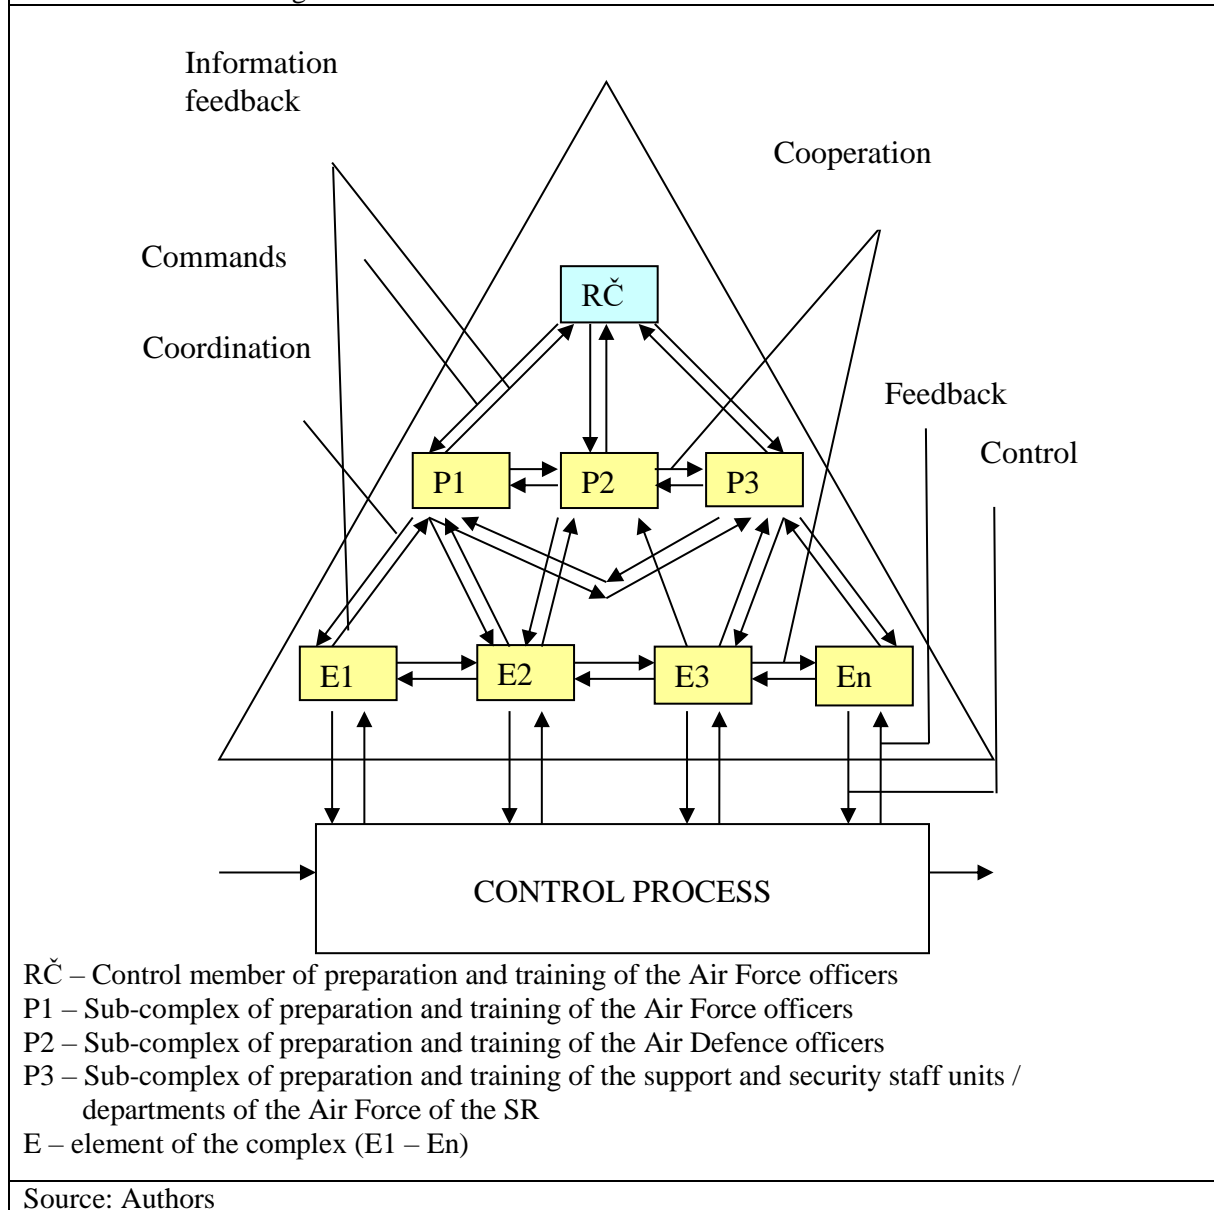 Information
feedback
Cooperation
Commands
RČ
Coordination
Feedback
Control
P1
P2
P3
E1
E2
E3
En
CONTROL PROCESS
RČ – Control member of preparation and training of the Air Force officers
P1 – Sub-complex of preparation and training of the Air Force officers
P2 – Sub-complex of preparation and training of the Air Defence officers
P3 – Sub-complex of preparation and training of the support and security staff units /
departments of the Air Force of the SR
E – element of the complex (E1 – En)
Source: Authors